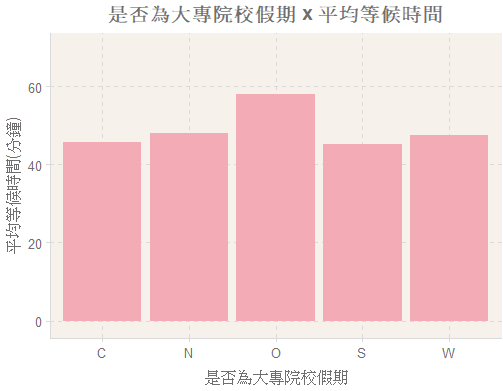 是否為大專院校假期 x 平均等候時間
平均等候時間(分鐘)
60
40
20
0
C N O S W
是否為大專院校假期